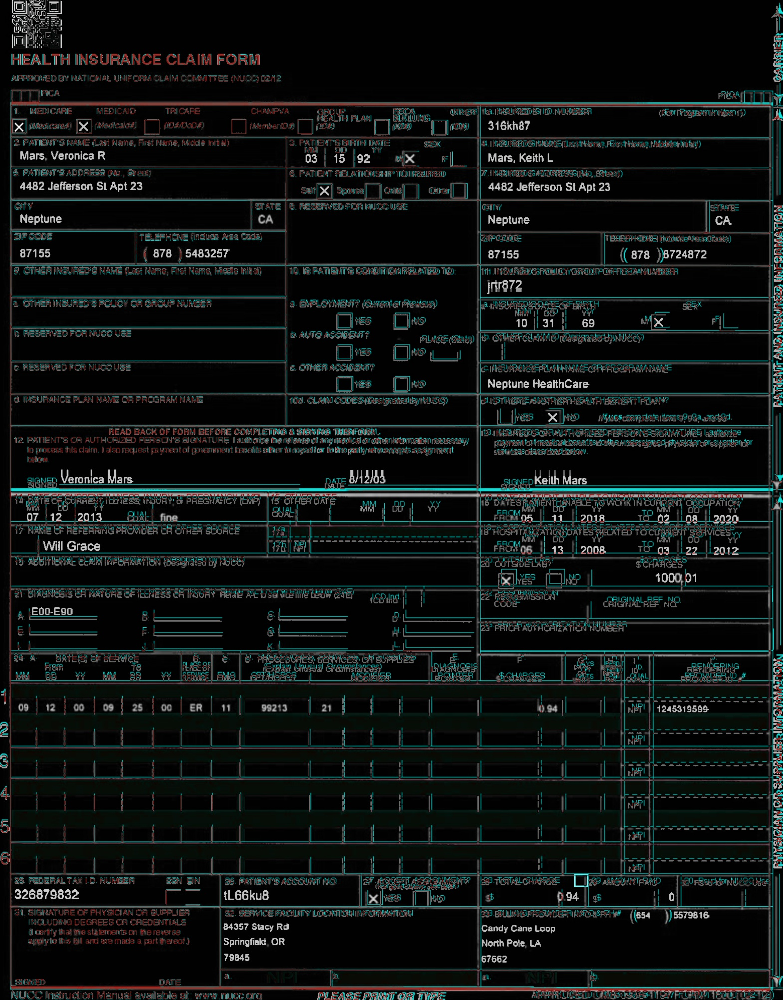 HEALTH INSURANCE CLAIM FORM
APPROVED BY NATIONAL UNIFORM CLAIM COMMITTEE (NUCC) 02/12
PICA
PICA
CARRIER
1. MEDICARE MEDICAID TRICARE CHAMPVA GROUP HEALTH PLAN FECA BLK LUNG OTHER
(Medicare#) (Medicaid#) (ID#/DoD#) (Member ID#) (ID#) (ID#) (ID#)
1a. INSURED'S I.D. NUMBER (For Program in Item 1)
316kh87
2. PATIENT'S NAME (Last Name, First Name, Middle Initial)
Mars, Veronica R
3. PATIENT'S BIRTH DATE SEX
MM DD YY
03 15 92 M F
4. INSURED'S NAME (Last Name, First Name, Middle Initial)
Mars, Keith L
5. PATIENT'S ADDRESS (No., Street)
4482 Jefferson St Apt 23
6. PATIENT RELATIONSHIP TO INSURED
Self Spouse Child Other
7. INSURED'S ADDRESS (No., Street)
4482 Jefferson St Apt 23
CITY STATE
Neptune CA
8. RESERVED FOR NUCC USE
CITY STATE
Neptune CA
ZIP CODE TELEPHONE (Include Area Code)
87155 ( 878 ) 5483257
ZIP CODE TELEPHONE (Include Area Code)
87155 ( 878 ) 8724872
9. OTHER INSURED'S NAME (Last Name, First Name, Middle Initial)
10. IS PATIENT'S CONDITION RELATED TO:
11. INSURED'S POLICY GROUP OR FECA NUMBER
jrtr872
a. OTHER INSURED'S POLICY OR GROUP NUMBER
a. EMPLOYMENT? (Current or Previous)
YES NO
a. INSURED'S DATE OF BIRTH SEX
MM DD YY
10 31 69 M F
b. RESERVED FOR NUCC USE
b. AUTO ACCIDENT? PLACE (State)
YES NO
b. OTHER CLAIM ID (Designated by NUCC)
c. RESERVED FOR NUCC USE
c. OTHER ACCIDENT?
YES NO
c. INSURANCE PLAN NAME OR PROGRAM NAME
Neptune HealthCare
d. INSURANCE PLAN NAME OR PROGRAM NAME
10d. CLAIM CODES (Designated by NUCC)
d. IS THERE ANOTHER HEALTH BENEFIT PLAN?
YES NO If yes, complete items 9, 9a, and 9d.
PATIENT AND INSURED INFORMATION
READ BACK OF FORM BEFORE COMPLETING & SIGNING THIS FORM.
12. PATIENT'S OR AUTHORIZED PERSON'S SIGNATURE I authorize the release of any medical or other information necessary
to process this claim. I also request payment of government benefits either to myself or to the party who accepts assignment
below.
SIGNED Veronica Mars DATE 8/12/03
13. INSURED'S OR AUTHORIZED PERSON'S SIGNATURE I authorize
payment of medical benefits to the undersigned physician or supplier for
services described below.
SIGNED Keith Mars
14. DATE OF CURRENT ILLNESS, INJURY, or PREGNANCY (LMP)
MM DD YY
07 12 2013 QUAL. fine
15. OTHER DATE
QUAL. MM DD YY
16. DATES PATIENT UNABLE TO WORK IN CURRENT OCCUPATION
MM DD YY MM DD YY
FROM 05 11 2018 TO 02 08 2020
17. NAME OF REFERRING PROVIDER OR OTHER SOURCE
Will Grace
17a.
17b. NPI
18. HOSPITALIZATION DATES RELATED TO CURRENT SERVICES
MM DD YY MM DD YY
FROM 06 13 2008 TO 03 22 2012
19. ADDITIONAL CLAIM INFORMATION (Designated by NUCC)
20. OUTSIDE LAB? $ CHARGES
YES NO 1000 01
21. DIAGNOSIS OR NATURE OF ILLNESS OR INJURY Relate A-L to service line below (24E) ICD Ind.
A. E00-E90 B. C. D.
E. F. G. H.
I. J. K. L.
22. RESUBMISSION CODE ORIGINAL REF. NO.
23. PRIOR AUTHORIZATION NUMBER
24. A. DATE(S) OF SERVICE B. C. D. PROCEDURES, SERVICES, OR SUPPLIES E. F. G. H. I. J.
From To PLACE OF (Explain Unusual Circumstances) DIAGNOSIS DAYS ID. RENDERING
MM DD YY MM DD YY SERVICE EMG CPT/HCPCS MODIFIER POINTER $ CHARGES UNITS QUAL. PROVIDER ID. #
1
09 12 00 09 25 00 ER 11 99213 21 0.94 NPI 1245319599
2
NPI
3
NPI
4
NPI
5
NPI
6
NPI
PHYSICIAN OR SUPPLIER INFORMATION
25. FEDERAL TAX I.D. NUMBER SSN EIN
326879832
26. PATIENT'S ACCOUNT NO.
tL66ku8
27. ACCEPT ASSIGNMENT?
YES NO
28. TOTAL CHARGE
$ 0.94
29. AMOUNT PAID
$ 0
30. Rsvd for NUCC Use
31. SIGNATURE OF PHYSICIAN OR SUPPLIER
INCLUDING DEGREES OR CREDENTIALS
(I certify that the statements on the reverse
apply to this bill and are made a part thereof.)
SIGNED DATE
32. SERVICE FACILITY LOCATION INFORMATION
84357 Stacy Rd
Springfield, OR
79845
a. NPI b.
33. BILLING PROVIDER INFO & PH # (654 ) 5579816
Candy Cane Loop
North Pole, LA
67662
a. NPI b.
NUCC Instruction Manual available at: www.nucc.org
PLEASE PRINT OR TYPE
APPROVED OMB-0938-1197 FORM 1500 (02-12)